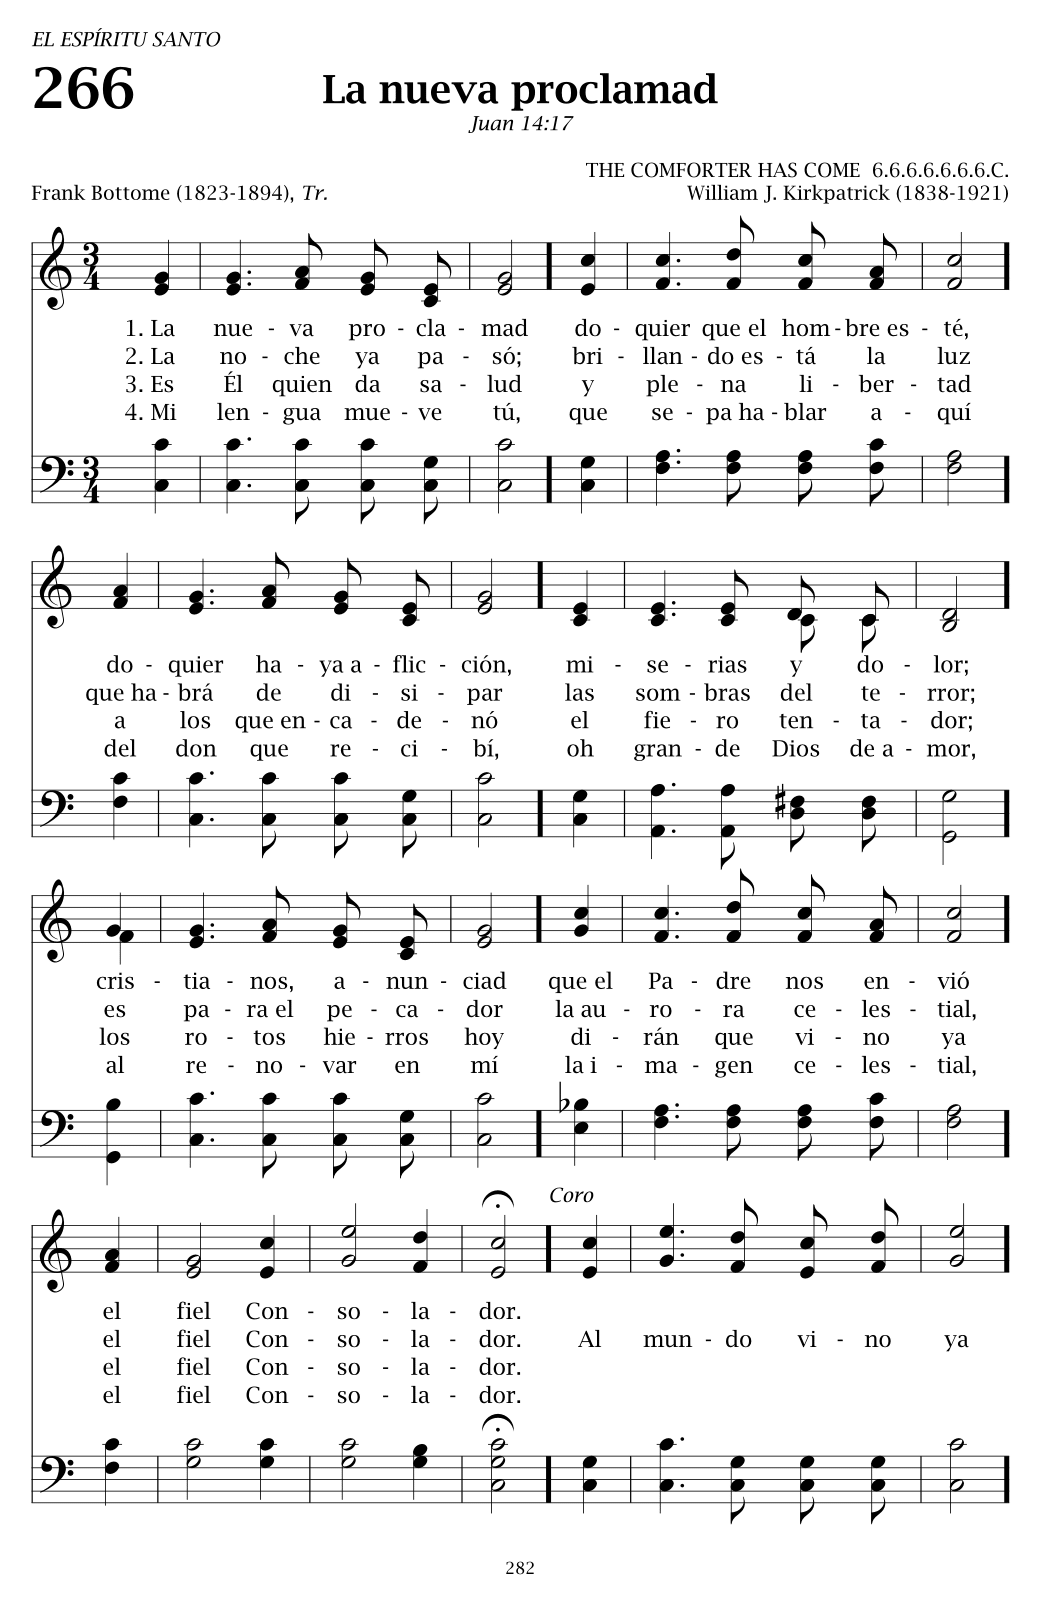 EL ESPÍRITU SANTO
266
La nueva proclamad
Juan 14:17
THE COMFORTER HAS COME 6.6.6.6.6.6.6.C.
Frank Bottome (1823-1894), Tr.
William J. Kirkpatrick (1838-1921)
1. La nue - va pro - cla - mad do - quier que el hom - bre es - té,
2. La no - che ya pa - só; bri - llan - do es - tá la luz
3. Es Él quien da sa - lud y ple - na li - ber - tad
4. Mi len - gua mue - ve tú, que se - pa ha - blar a - quí
do - quier ha - ya a - flic - ción, mi - se - rias y do - lor;
que ha - brá de di - si - par las som - bras del te - rror;
a los que en - ca - de - nó el fie - ro ten - ta - dor;
del don que re - ci - bí, oh gran - de Dios de a - mor,
cris - tia - nos, a - nun - ciad que el Pa - dre nos en - vió
es pa - ra el pe - ca - dor la au - ro - ra ce - les - tial,
los ro - tos hie - rros hoy di - rán que vi - no ya
al re - no - var en mí la i - ma - gen ce - les - tial,
Coro
el fiel Con - so - la - dor.
el fiel Con - so - la - dor. Al mun - do vi - no ya
el fiel Con - so - la - dor.
el fiel Con - so - la - dor.
282